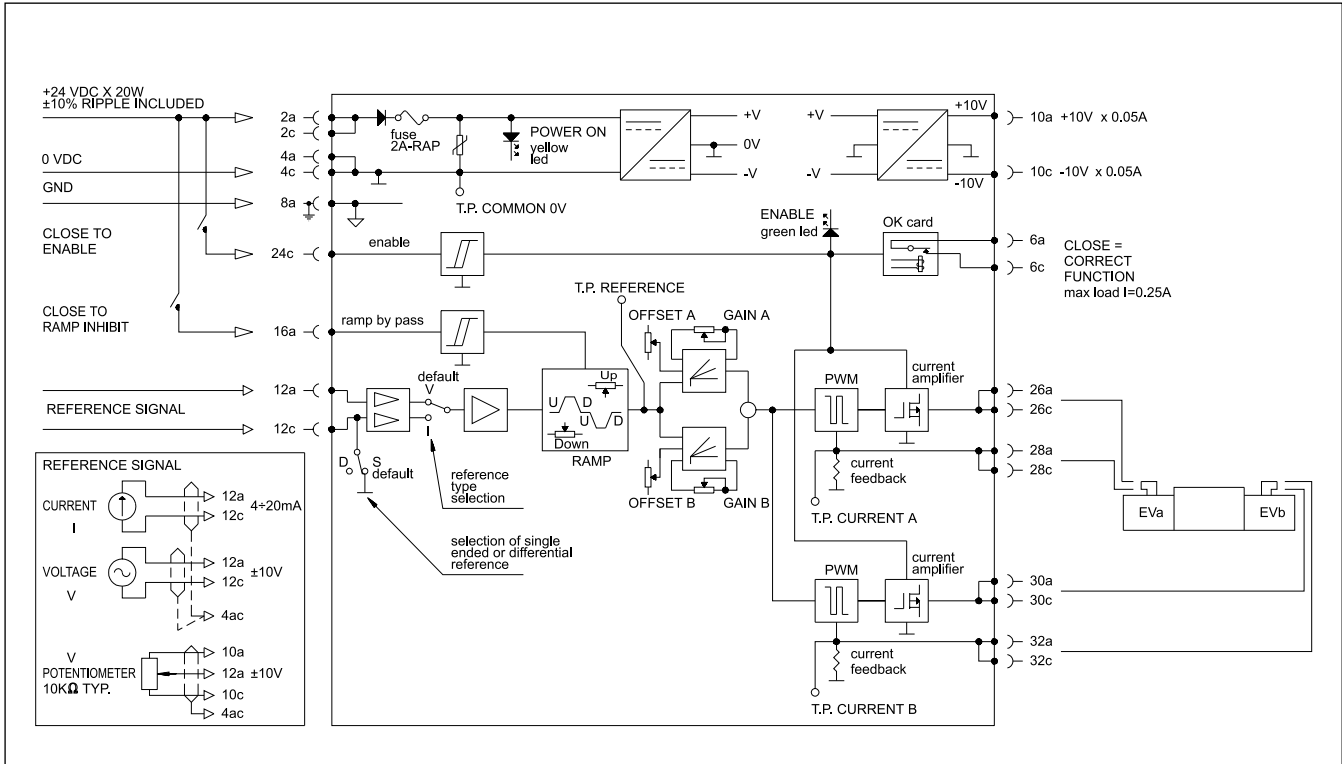 +24 VDC X 20W
±10% RIPPLE INCLUDED
0 VDC
GND
CLOSE TO
ENABLE
CLOSE TO
RAMP INHIBIT
REFERENCE SIGNAL
2a
2c
4a
4c
8a
24c
16a
12a
12c
fuse
2A-RAP
POWER ON
yellow
led
T.P. COMMON 0V
+V
0V
-V
+V
-V
+10V
-10V
10a +10V x 0.05A
10c -10V x 0.05A
enable
ENABLE
green led
OK card
6a
6c
CLOSE =
CORRECT
FUNCTION
max load I=0.25A
ramp by pass
T.P. REFERENCE
OFFSET A
GAIN A
default
V
I
D
S
default
Up
U D
U D
Down
RAMP
reference
type
selection
selection of single
ended or differential
reference
OFFSET B
GAIN B
PWM
current
amplifier
26a
26c
28a
28c
current
feedback
T.P. CURRENT A
EVa
EVb
PWM
current
amplifier
30a
30c
32a
32c
current
feedback
T.P. CURRENT B
REFERENCE SIGNAL
CURRENT
I
12a
12c
4÷20mA
VOLTAGE
V
12a
12c
±10V
4ac
V
POTENTIOMETER
10KΩ TYP.
10a
12a ±10V
10c
4ac